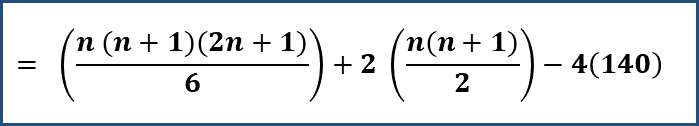 = (n (n + 1)(2n + 1)/6) + 2 (n(n + 1)/2) − 4(140)